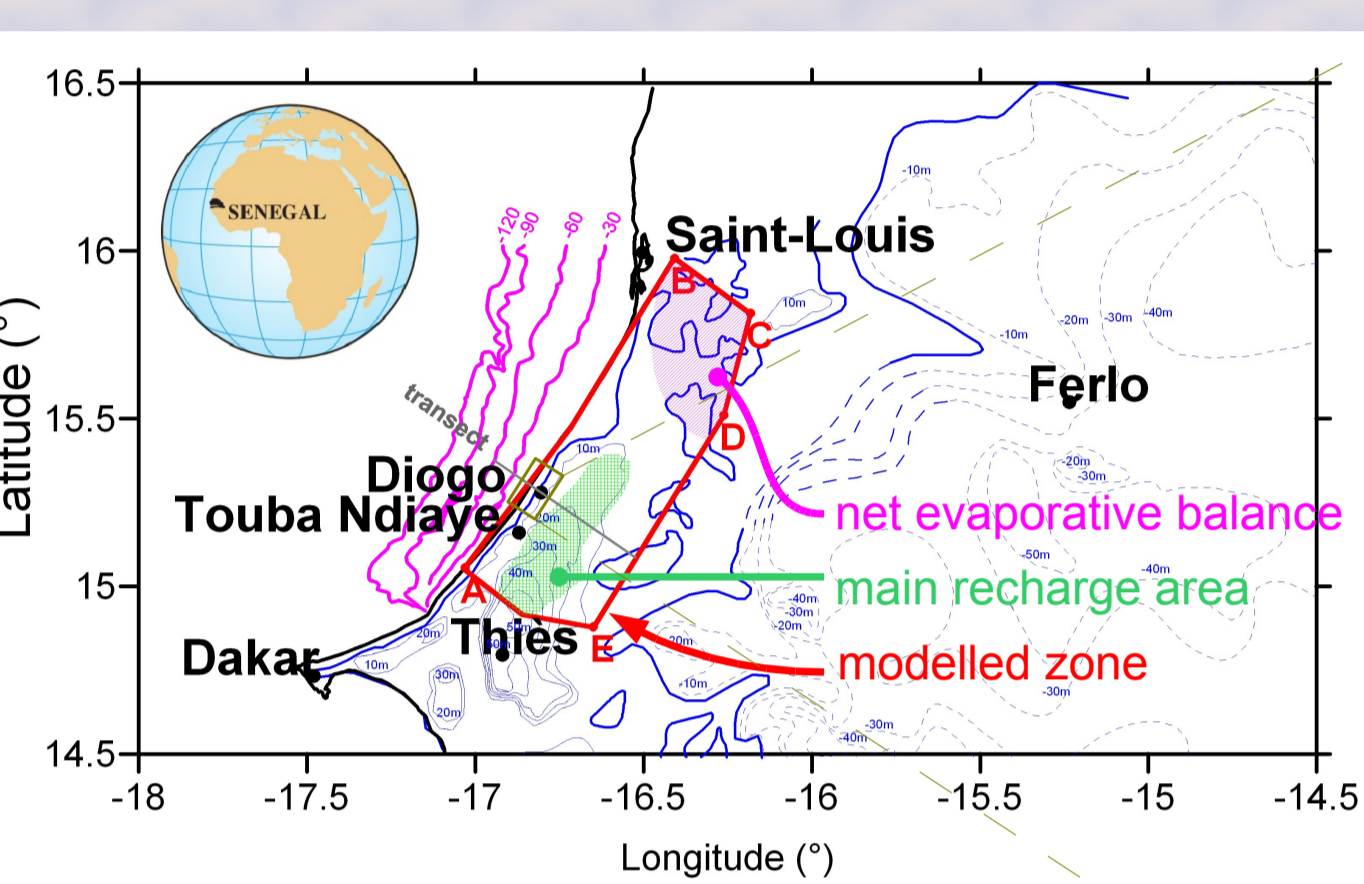 16.5
16
15.5
15
14.5
Latitude (°)
-18
-17.5
-17
-16.5
-16
-15.5
-15
-14.5
Longitude (°)
SENEGAL
-120
-90
-60
-30
Saint-Louis
B
C
D
A
E
transect
Diogo
Touba Ndiaye
Thiès
Dakar
Ferlo
net evaporative balance
main recharge area
modelled zone
-10m
10m
-10m
-20m
-30m
-40m
10m
20m
30m
40m
-20m
-30m
-50m
-40m
-40m
-30m
-20m
20m
10m
30m
20m
-20m
-10m
-30m
-30m
-40m